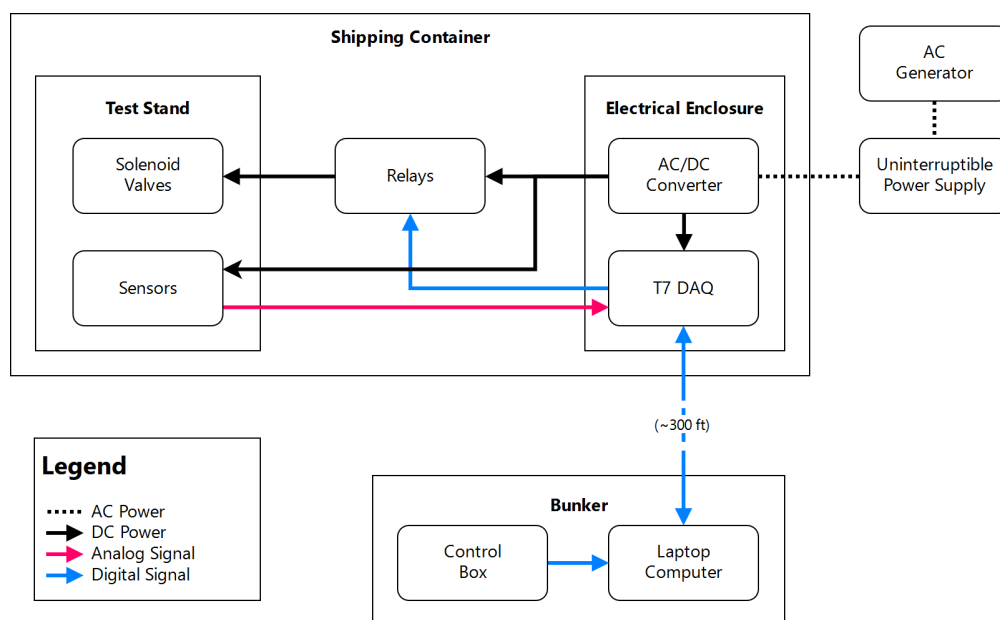 Shipping Container
AC
Generator
Test Stand
Electrical Enclosure
Solenoid
Valves
Relays
AC/DC
Converter
Uninterruptible
Power Supply
Sensors
T7 DAQ
(~300 ft)
Legend
AC Power
DC Power
Analog Signal
Digital Signal
Bunker
Control
Box
Laptop
Computer